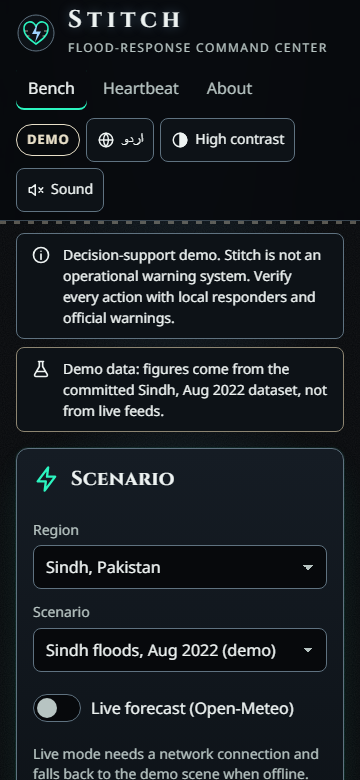 STITCH
FLOOD-RESPONSE COMMAND CENTER
Bench Heartbeat About
DEMO اردو High contrast
Sound
Decision-support demo. Stitch is not an
operational warning system. Verify
every action with local responders and
official warnings.
Demo data: figures come from the
committed Sindh, Aug 2022 dataset, not
from live feeds.
SCENARIO
Region
Sindh, Pakistan
Scenario
Sindh floods, Aug 2022 (demo)
Live forecast (Open-Meteo)
Live mode needs a network connection and
falls back to the demo scene when offline.